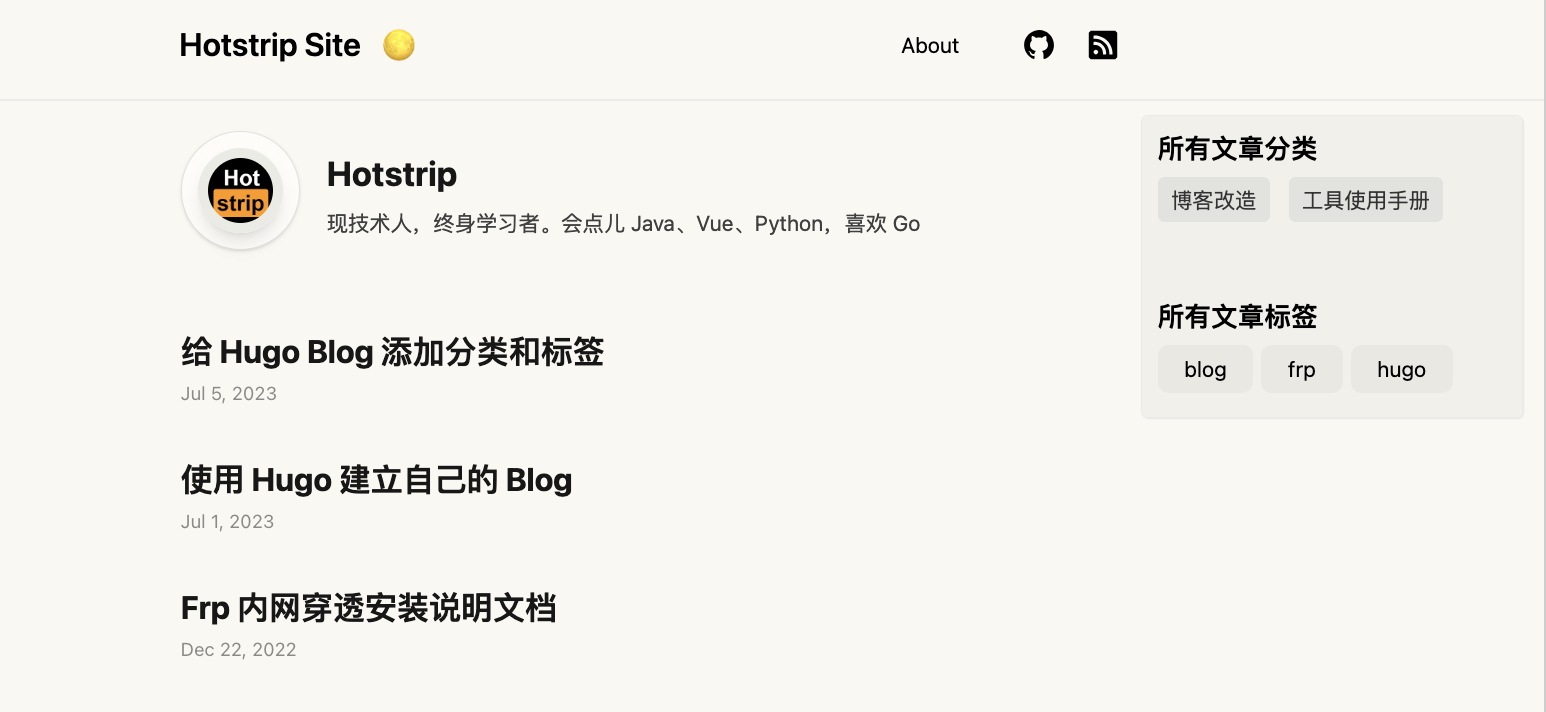 Hotstrip Site
About
Hot
strip
Hotstrip
现技术人，终身学习者。会点儿 Java、Vue、Python，喜欢 Go
给 Hugo Blog 添加分类和标签
Jul 5, 2023
使用 Hugo 建立自己的 Blog
Jul 1, 2023
Frp 内网穿透安装说明文档
Dec 22, 2022
所有文章分类
博客改造 工具使用手册
所有文章标签
blog frp hugo